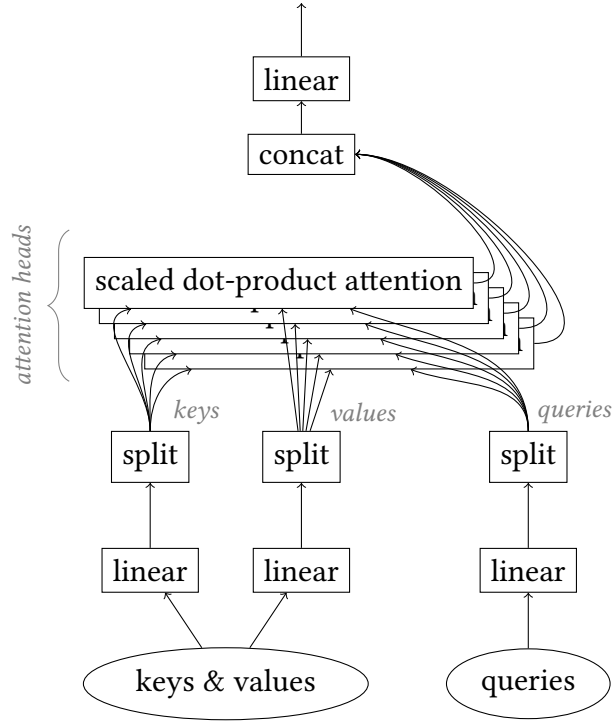 linear
concat
attention heads
scaled dot-product attention
keys
values
queries
split
split
split
linear
linear
linear
keys & values
queries